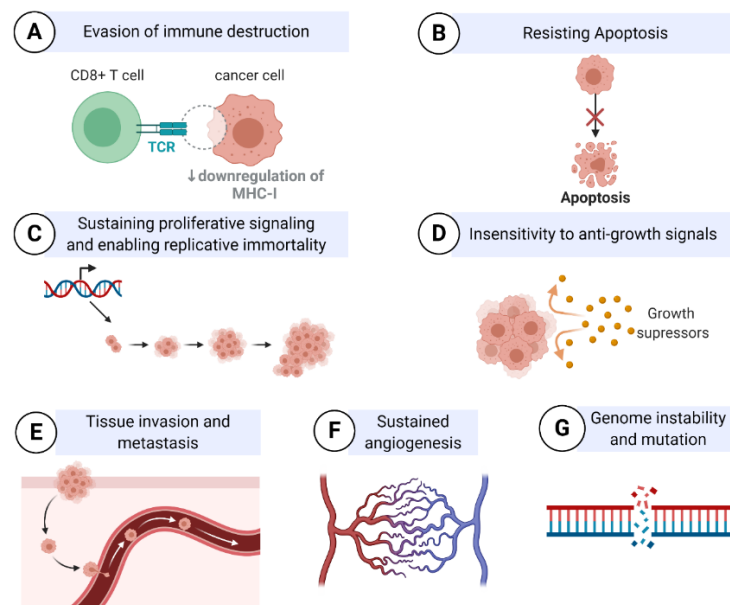 A
Evasion of immune destruction
CD8+ T cell
cancer cell
TCR
↓downregulation of
MHC-I
B
Resisting Apoptosis
Apoptosis
C
Sustaining proliferative signaling
and enabling replicative immortality
D
Insensitivity to anti-growth signals
Growth
supressors
E
Tissue invasion and
metastasis
F
Sustained
angiogenesis
G
Genome instability
and mutation